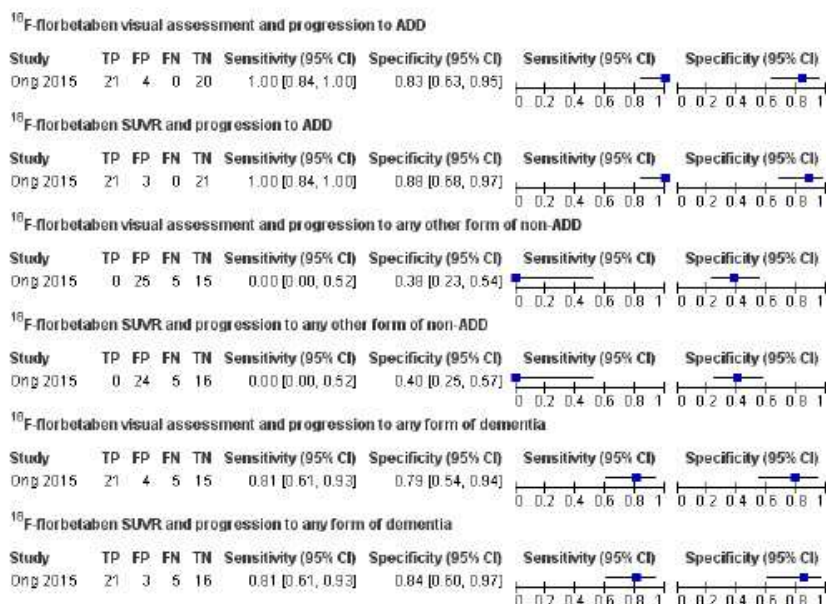 18F-florbetaben visual assessment and progression to ADD
Study TP FP FN TN Sensitivity (95% CI) Specificity (95% CI) Sensitivity (95% CI) Specificity (95% CI)
Ong 2015 21 4 0 20 1.00 [0.84, 1.00] 0.83 [0.63, 0.95]
0 0.2 0.4 0.6 0.8 1 0 0.2 0.4 0.6 0.8 1
18F-florbetaben SUVR and progression to ADD
Study TP FP FN TN Sensitivity (95% CI) Specificity (95% CI) Sensitivity (95% CI) Specificity (95% CI)
Ong 2015 21 3 0 21 1.00 [0.84, 1.00] 0.88 [0.68, 0.97]
0 0.2 0.4 0.6 0.8 1 0 0.2 0.4 0.6 0.8 1
18F-florbetaben visual assessment and progression to any other form of non-ADD
Study TP FP FN TN Sensitivity (95% CI) Specificity (95% CI) Sensitivity (95% CI) Specificity (95% CI)
Ong 2015 0 25 5 15 0.00 [0.00, 0.52] 0.38 [0.23, 0.54]
0 0.2 0.4 0.6 0.8 1 0 0.2 0.4 0.6 0.8 1
18F-florbetaben SUVR and progression to any other form of non-ADD
Study TP FP FN TN Sensitivity (95% CI) Specificity (95% CI) Sensitivity (95% CI) Specificity (95% CI)
Ong 2015 0 24 5 16 0.00 [0.00, 0.52] 0.40 [0.25, 0.57]
0 0.2 0.4 0.6 0.8 1 0 0.2 0.4 0.6 0.8 1
18F-florbetaben visual assessment and progression to any form of dementia
Study TP FP FN TN Sensitivity (95% CI) Specificity (95% CI) Sensitivity (95% CI) Specificity (95% CI)
Ong 2015 21 4 5 15 0.81 [0.61, 0.93] 0.79 [0.54, 0.94]
0 0.2 0.4 0.6 0.8 1 0 0.2 0.4 0.6 0.8 1
18F-florbetaben SUVR and progression to any form of dementia
Study TP FP FN TN Sensitivity (95% CI) Specificity (95% CI) Sensitivity (95% CI) Specificity (95% CI)
Ong 2015 21 3 5 16 0.81 [0.61, 0.93] 0.84 [0.60, 0.97]
0 0.2 0.4 0.6 0.8 1 0 0.2 0.4 0.6 0.8 1